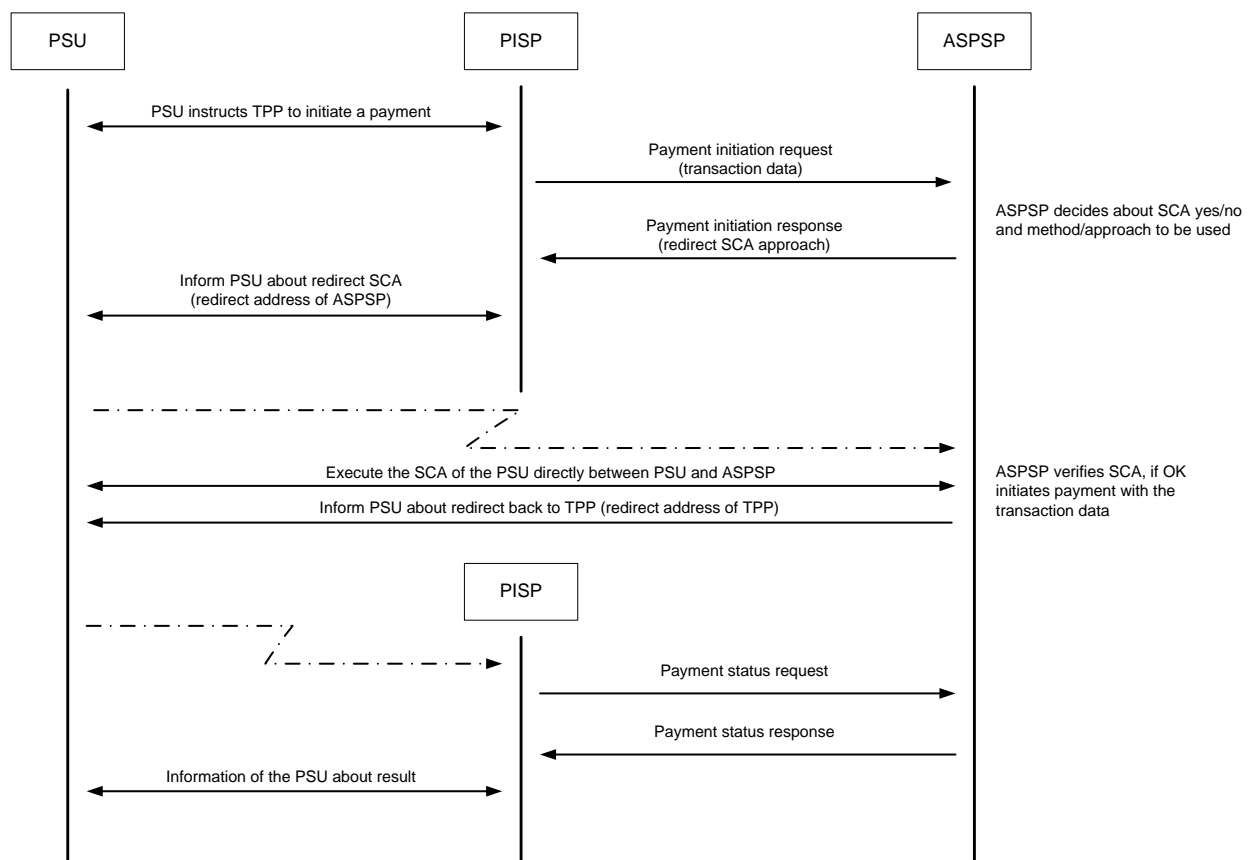 PSU
PISP
ASPSP
PSU instructs TPP to initiate a payment
Payment initiation request
(transaction data)
ASPSP decides about SCA yes/no
and method/approach to be used
Payment initiation response
(redirect SCA approach)
Inform PSU about redirect SCA
(redirect address of ASPSP)
Execute the SCA of the PSU directly between PSU and ASPSP
ASPSP verifies SCA, if OK
initiates payment with the
transaction data
Inform PSU about redirect back to TPP (redirect address of TPP)
PISP
Payment status request
Payment status response
Information of the PSU about result